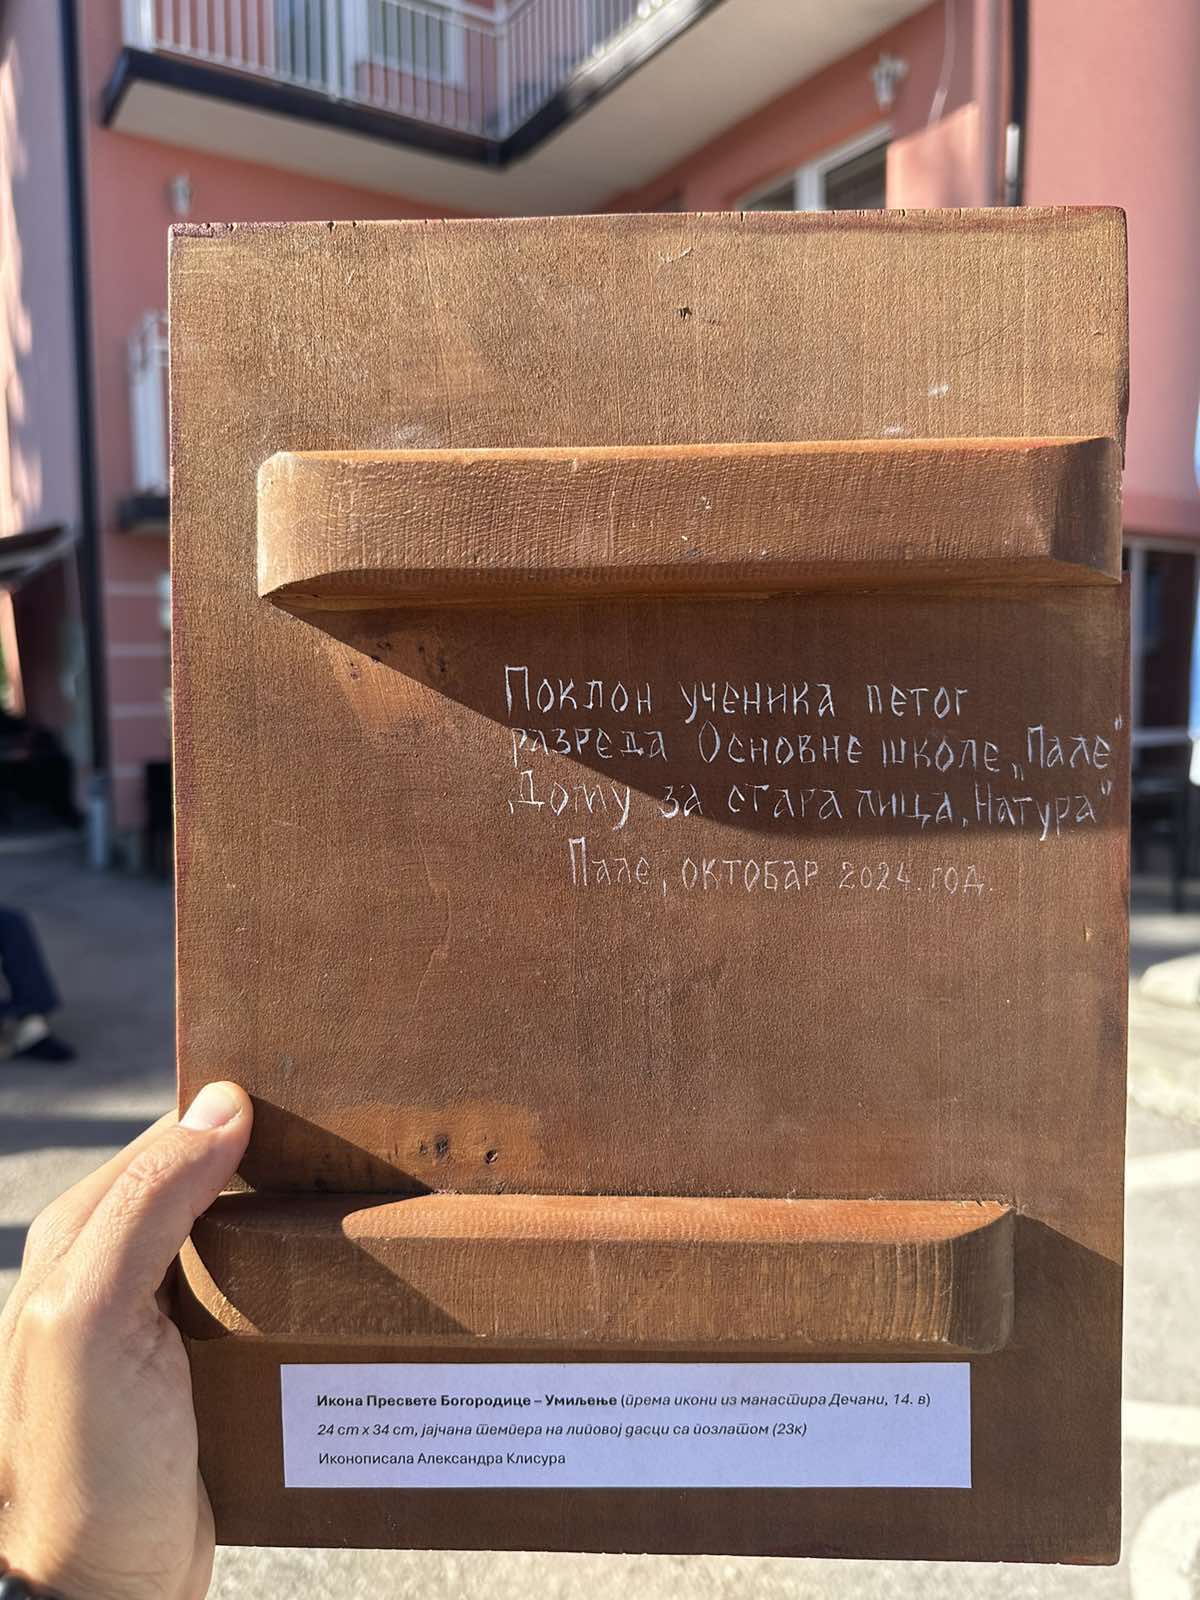 Поклон ученика петог
разреда Основне школе „Пале“
Дому за стара лица „Натура“
Пале, октобар 2024. год.
Икона Пресвете Богородице – Умиљење (према икони из манастира Дечани, 14. в)
24 cm x 34 cm, јајчана темпера на липовој дасци са позлатом (23к)
Иконописала Александра Клисура